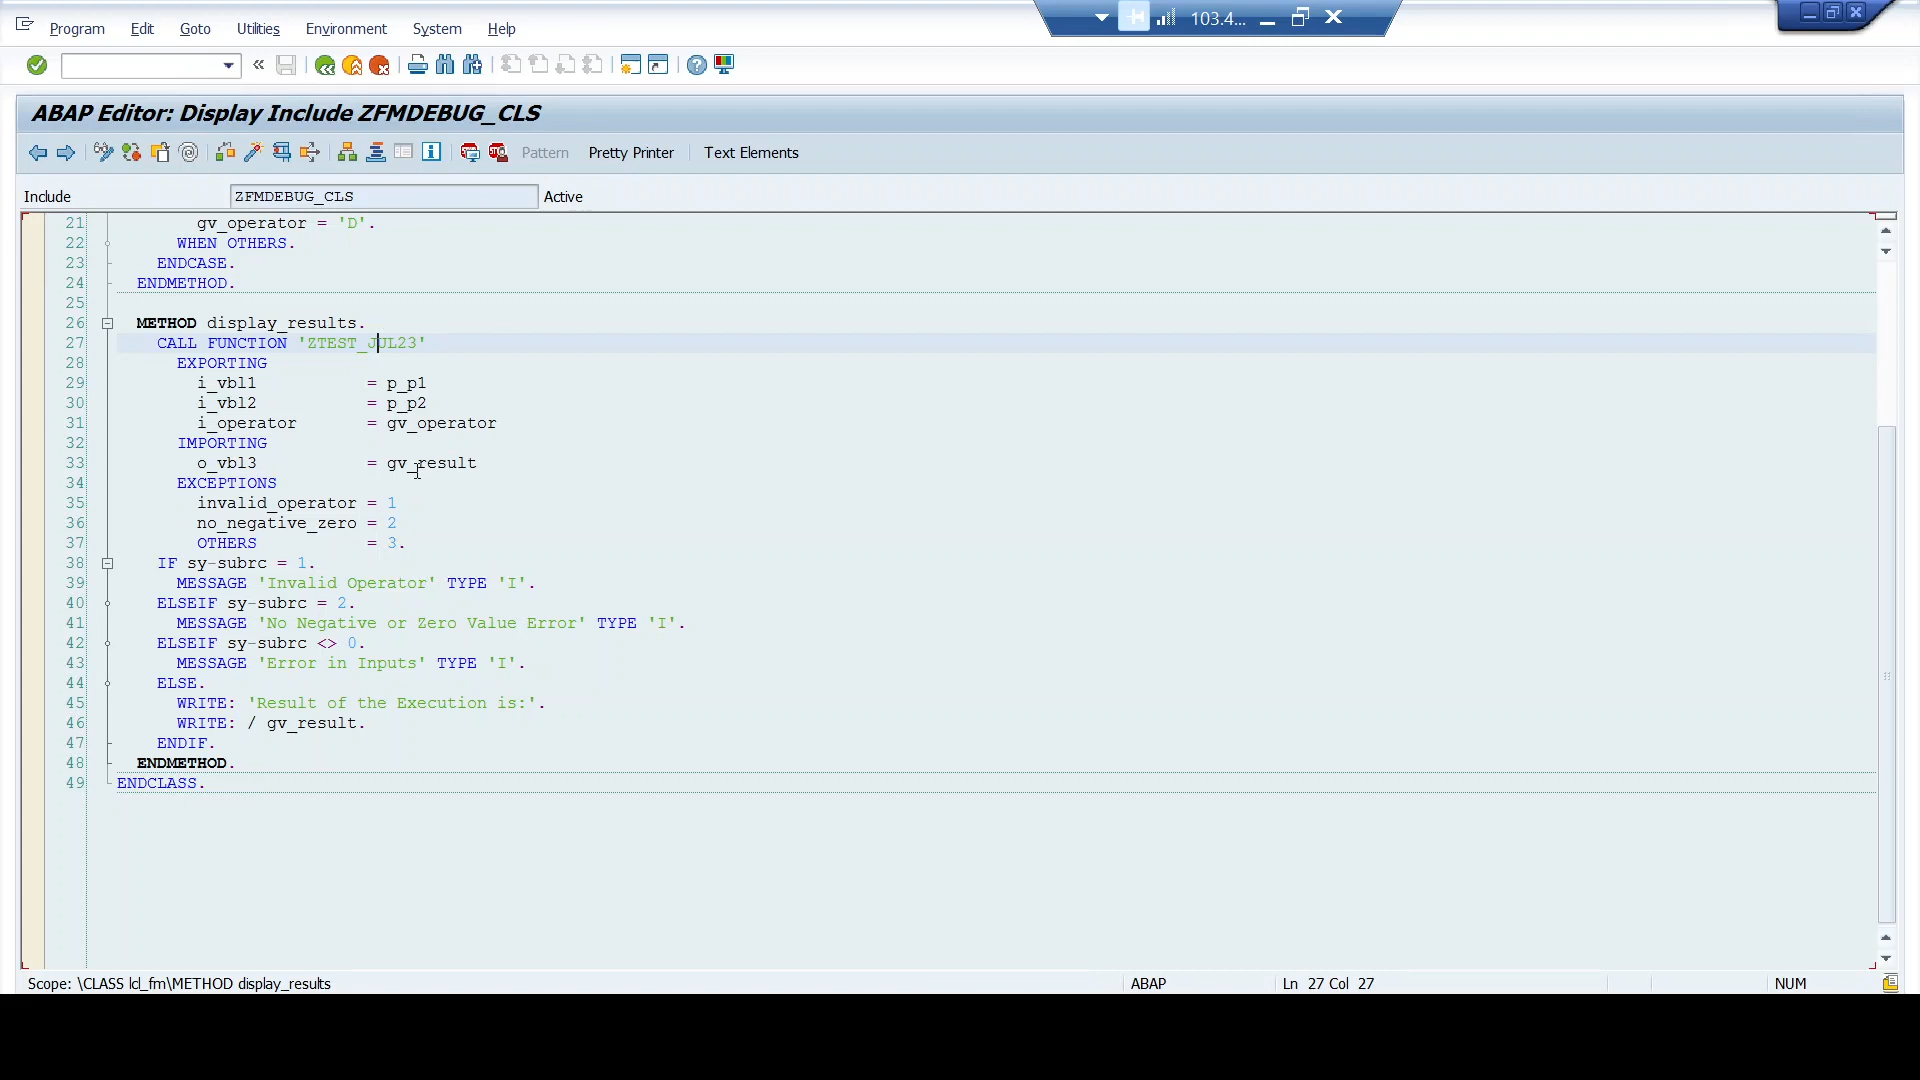 103.4...
Program Edit Goto Utilities Environment System Help
ABAP Editor: Display Include ZFMDEBUG_CLS
Pattern Pretty Printer Text Elements
Include ZFMDEBUG_CLS Active
21 gv_operator = 'D'.
22 WHEN OTHERS.
23 ENDCASE.
24 ENDMETHOD.
25
26 METHOD display_results.
27 CALL FUNCTION 'ZTEST_JUL23'
28 EXPORTING
29 i_vbl1 = p_p1
30 i_vbl2 = p_p2
31 i_operator = gv_operator
32 IMPORTING
33 o_vbl3 = gv_result
34 EXCEPTIONS
35 invalid_operator = 1
36 no_negative_zero = 2
37 OTHERS = 3.
38 IF sy-subrc = 1.
39 MESSAGE 'Invalid Operator' TYPE 'I'.
40 ELSEIF sy-subrc = 2.
41 MESSAGE 'No Negative or Zero Value Error' TYPE 'I'.
42 ELSEIF sy-subrc <> 0.
43 MESSAGE 'Error in Inputs' TYPE 'I'.
44 ELSE.
45 WRITE: 'Result of the Execution is:'.
46 WRITE: / gv_result.
47 ENDIF.
48 ENDMETHOD.
49 ENDCLASS.
Scope: \CLASS lcl_fm\METHOD display_results ABAP Ln 27 Col 27 NUM